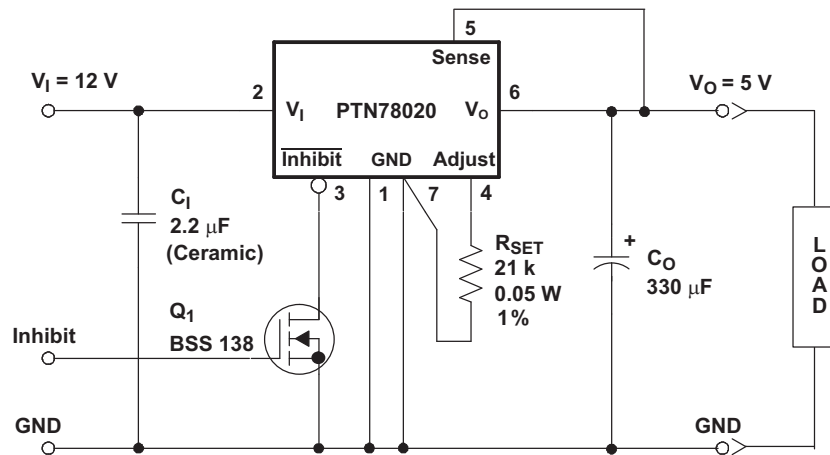 5
Sense
V_I = 12 V
2
V_I
PTN78020
V_O
6
V_O = 5 V
Inhibit
GND
Adjust
3
1
7
4
C_I
2.2 μF
(Ceramic)
R_SET
21 k
0.05 W
1%
+
C_O
330 μF
LOAD
Q_1
BSS 138
Inhibit
GND
GND